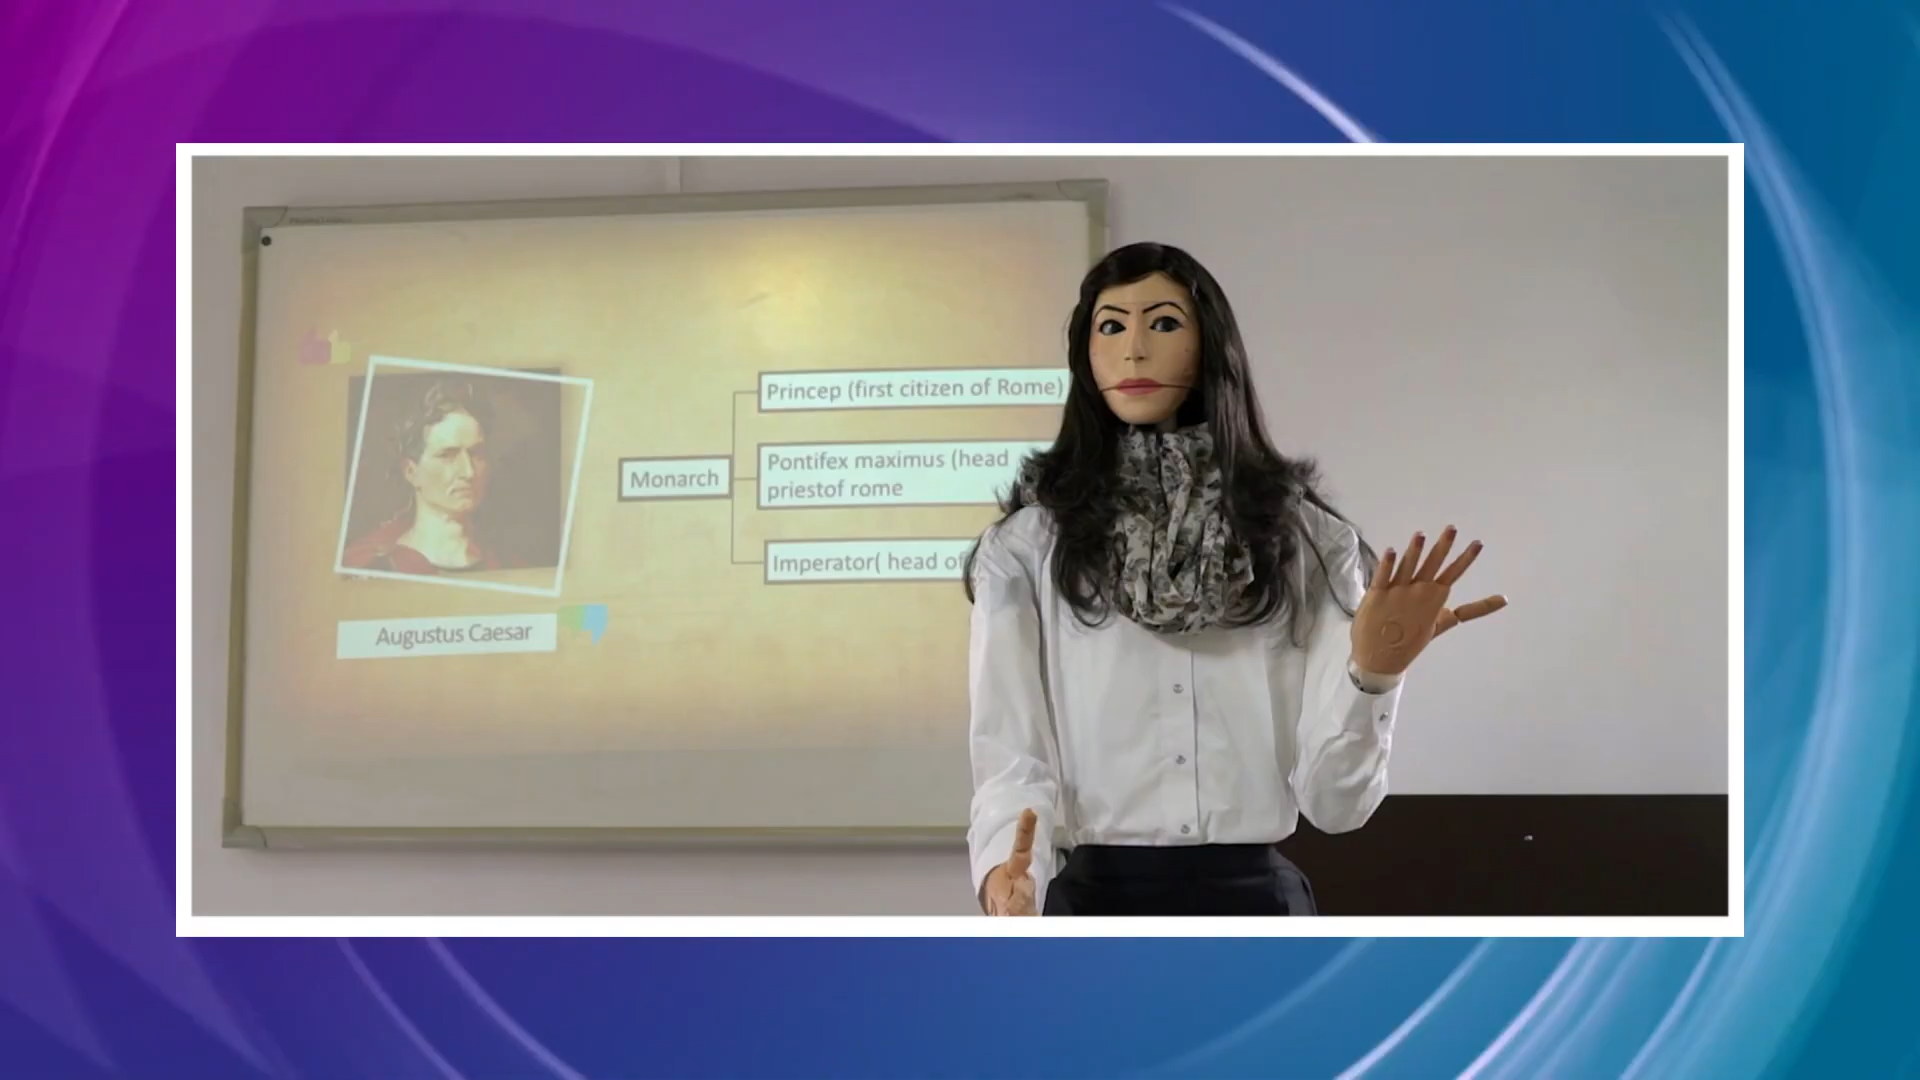 Princep (first citizen of Rome)
Pontifex maximus (head
priestof rome
Monarch
Imperator( head of
Augustus Caesar